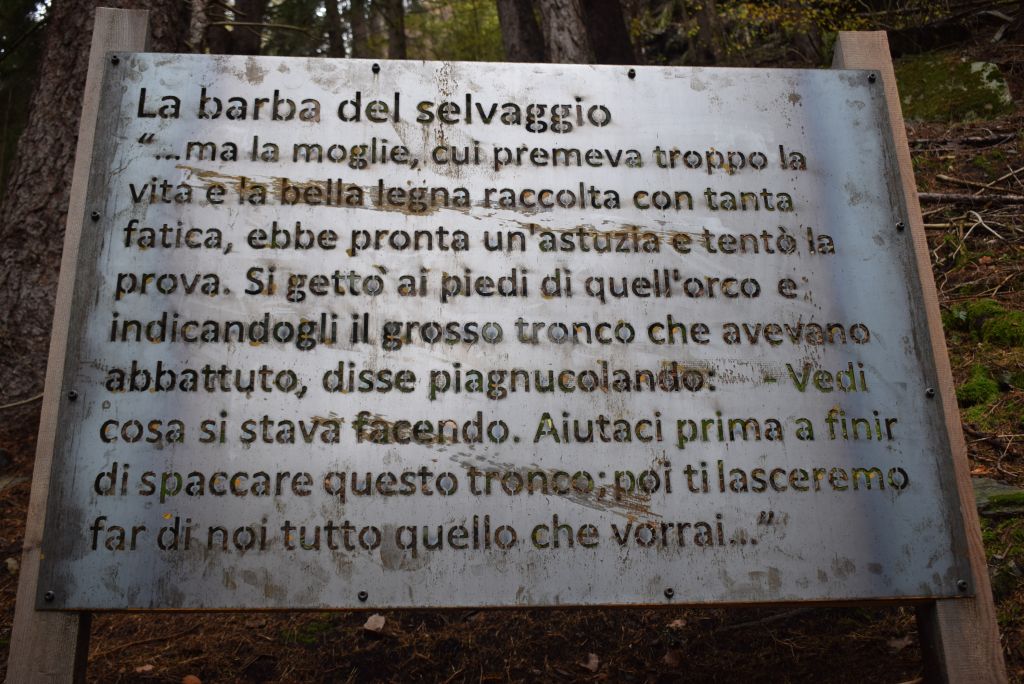 La barba del selvaggio
“...ma la moglie, cui premeva troppo la
vita e la bella legna raccolta con tanta
fatica, ebbe pronta un'astuzia e tentò la
prova. Si gettò ai piedi di quell'orco e
indicandogli il grosso tronco che avevano
abbattuto, disse piagnucolando: - Vedi
cosa si stava facendo. Aiutaci prima a finir
di spaccare questo tronco; poi ti lasceremo
far di noi tutto quello che vorrai...”